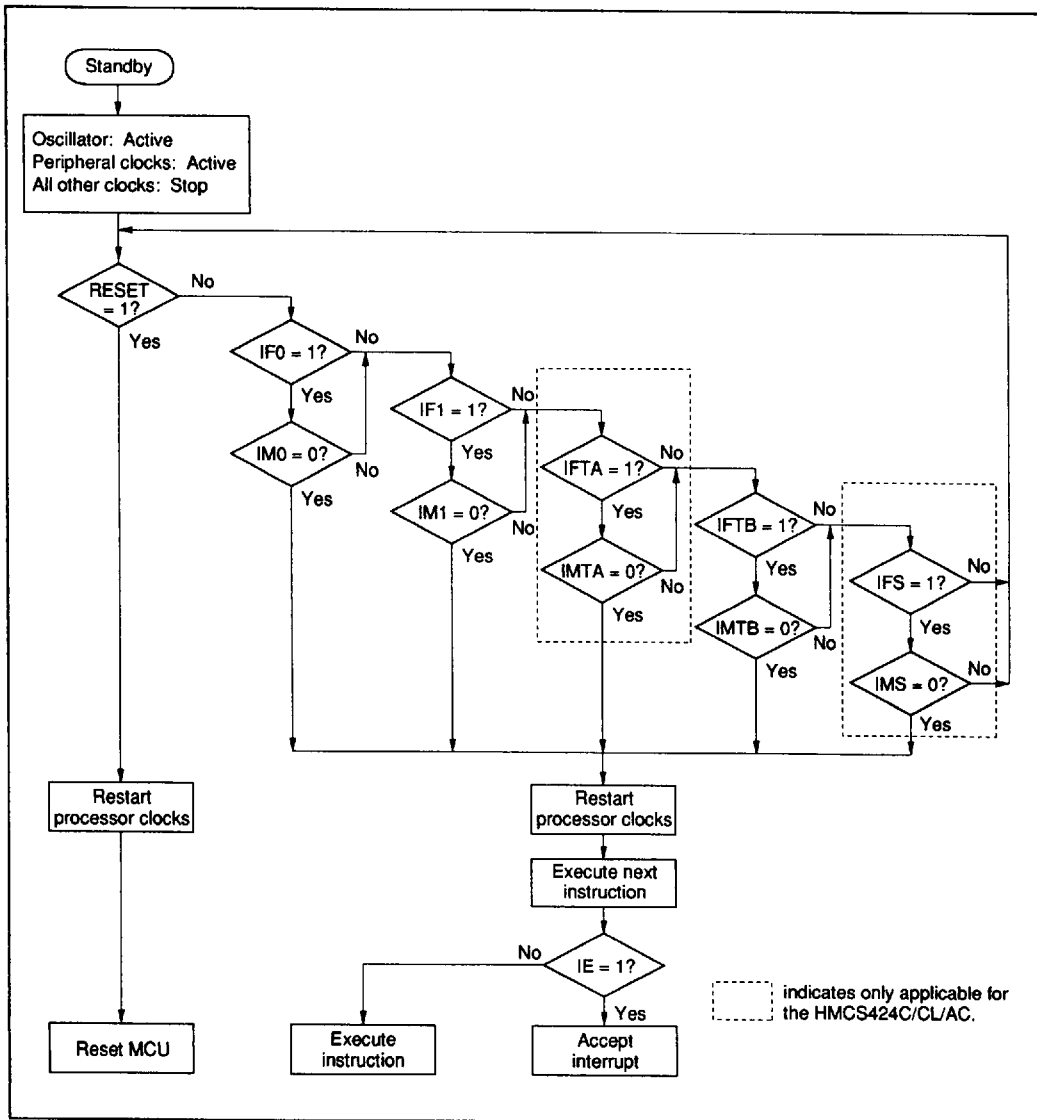 Standby
Oscillator: Active
Peripheral clocks: Active
All other clocks: Stop
RESET
= 1?
No
Yes
IF0 = 1?
No
Yes
IM0 = 0?
No
Yes
IF1 = 1?
No
Yes
IM1 = 0?
No
Yes
IFTA = 1?
No
Yes
IMTA = 0?
No
Yes
IFTB = 1?
No
Yes
IMTB = 0?
No
Yes
IFS = 1?
No
Yes
IMS = 0?
No
Yes
Restart
processor clocks
Reset MCU
Restart
processor clocks
Execute next
instruction
IE = 1?
No
Yes
Execute
instruction
Accept
interrupt
indicates only applicable for
the HMCS424C/CL/AC.